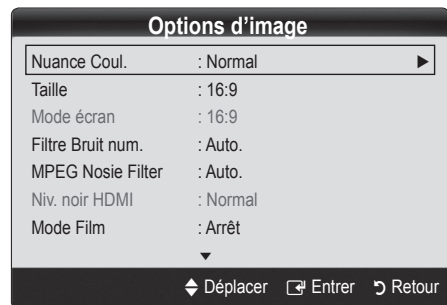 Options d'image
Nuance Coul. : Normal
Taille : 16:9
Mode écran : 16:9
Filtre Bruit num. : Auto.
MPEG Nosie Filter : Auto.
Niv. noir HDMI : Normal
Mode Film : Arrêt
Déplacer Entrer Retour